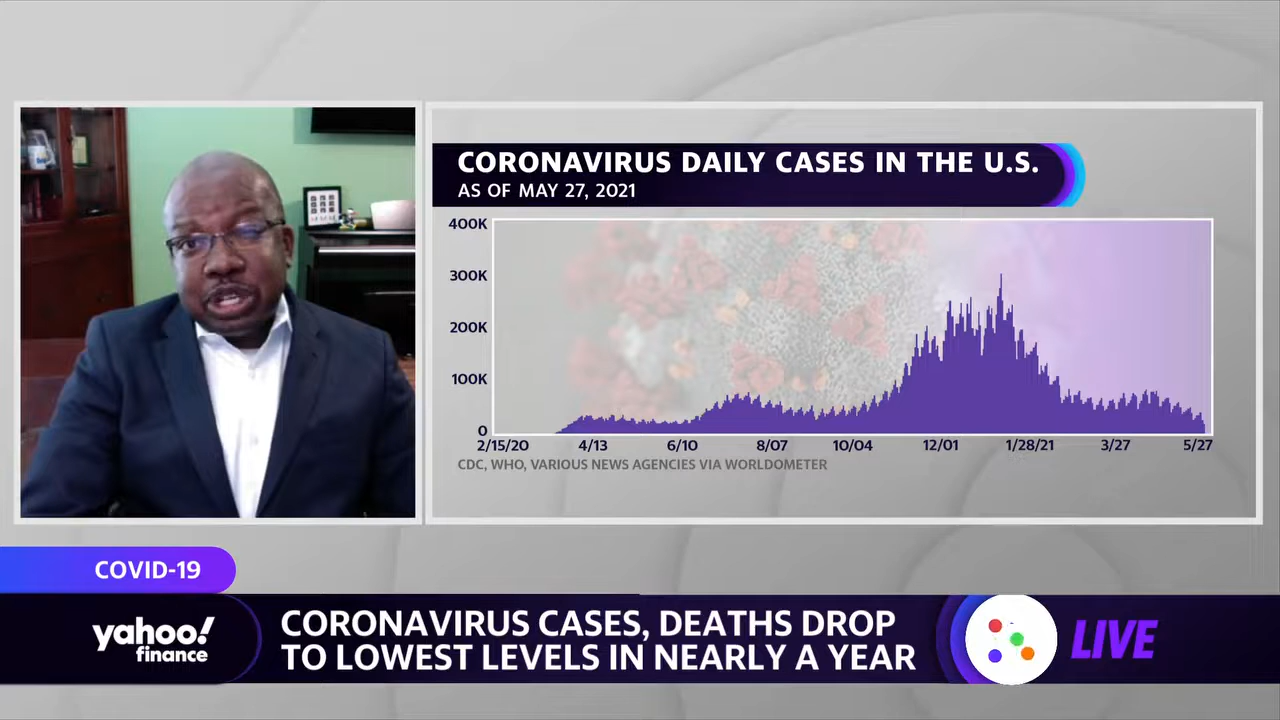 CORONAVIRUS DAILY CASES IN THE U.S.
AS OF MAY 27, 2021
400K
300K
200K
100K
0
2/15/20 4/13 6/10 8/07 10/04 12/01 1/28/21 3/27 5/27
CDC, WHO, VARIOUS NEWS AGENCIES VIA WORLDOMETER
COVID-19
yahoo!
finance
CORONAVIRUS CASES, DEATHS DROP
TO LOWEST LEVELS IN NEARLY A YEAR
LIVE